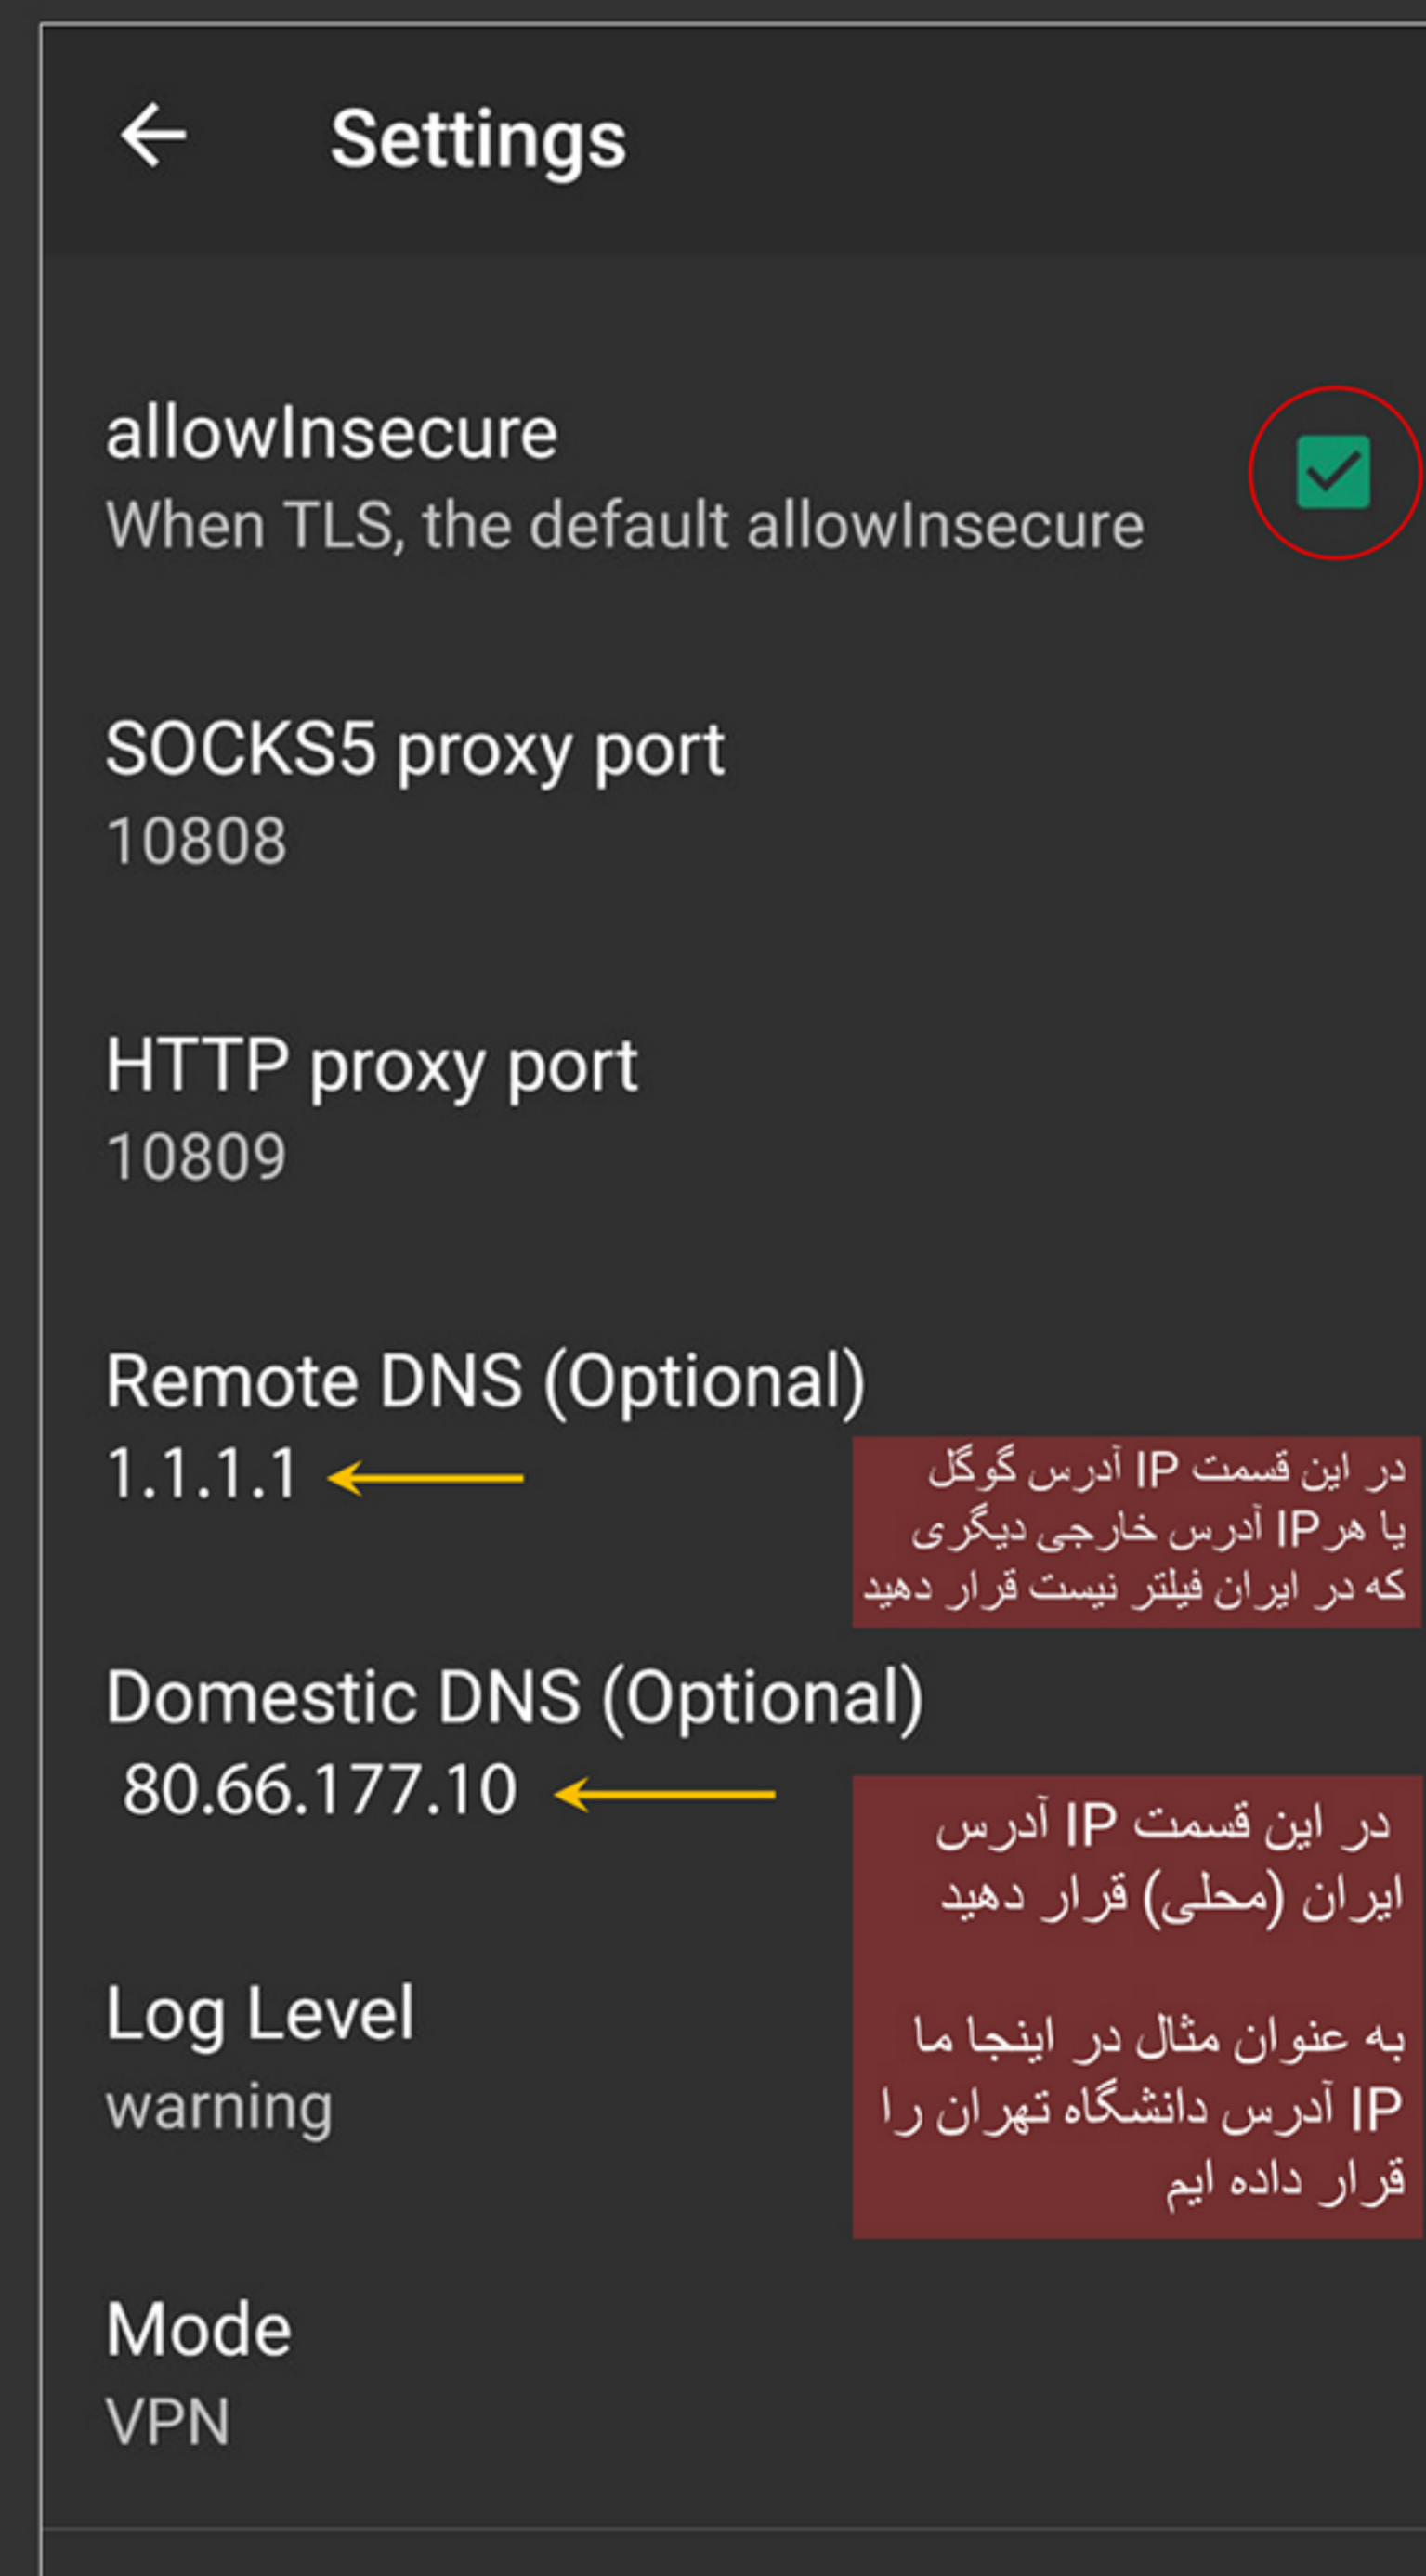 Settings
allowInsecure
When TLS, the default allowInsecure
SOCKS5 proxy port
10808
HTTP proxy port
10809
Remote DNS (Optional)
1.1.1.1
در این قسمت IP آدرس گوگل
یا هرIP آدرس خارجی دیگری
که در ایران فیلتر نیست قرار دهید
Domestic DNS (Optional)
80.66.177.10
در این قسمت IP آدرس
ایران (محلی) قرار دهید
به عنوان مثال در اینجا ما
IP آدرس دانشگاه تهران را
قرار داده ایم
Log Level
warning
Mode
VPN